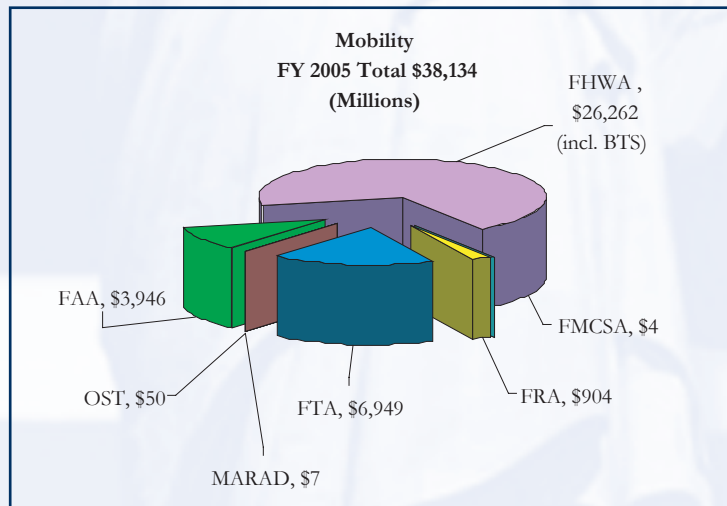 Mobility
FY 2005 Total $38,134
(Millions)
FHWA ,
$26,262
(incl. BTS)
FAA, $3,946
FMCSA, $4
OST, $50
FTA, $6,949
FRA, $904
MARAD, $7